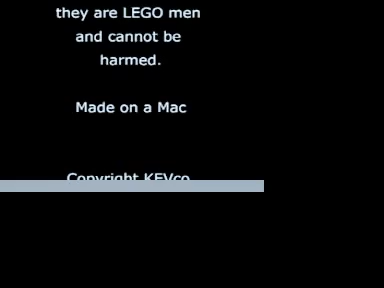 they are LEGO men
and cannot be
harmed.
Made on a Mac
Copyright KEVco